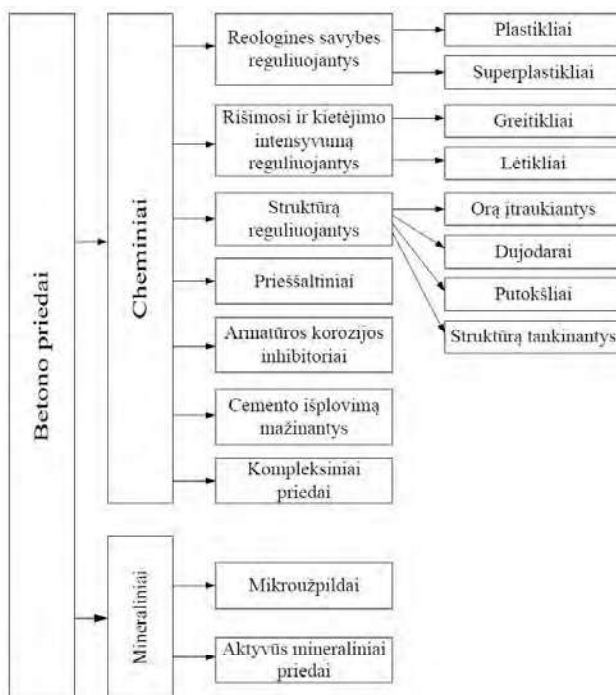 Betono priedai
Cheminiai
Reologines savybes
reguliuojantys
Plastikliai
Superplastikliai
Rišimosi ir kietėjimo
intensyvumą
reguliuojantys
Greitikliai
Lėtikliai
Struktūrą
reguliuojantys
Orą įtraukiantys
Dujodarai
Putokšliai
Struktūrą tankinantys
Prieššaltiniai
Armatūros korozijos
inhibitoriai
Cemento išplovimą
mažinantys
Kompleksiniai
priedai
Mineraliniai
Mikroužpildai
Aktyvūs mineraliniai
priedai